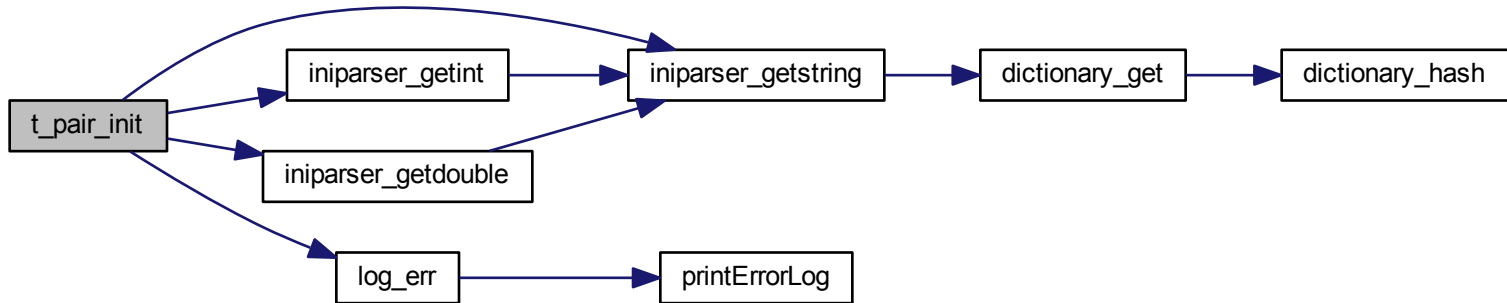 t_pair_init
iniparser_getint
iniparser_getdouble
log_err
iniparser_getstring
printErrorLog
dictionary_get
dictionary_hash